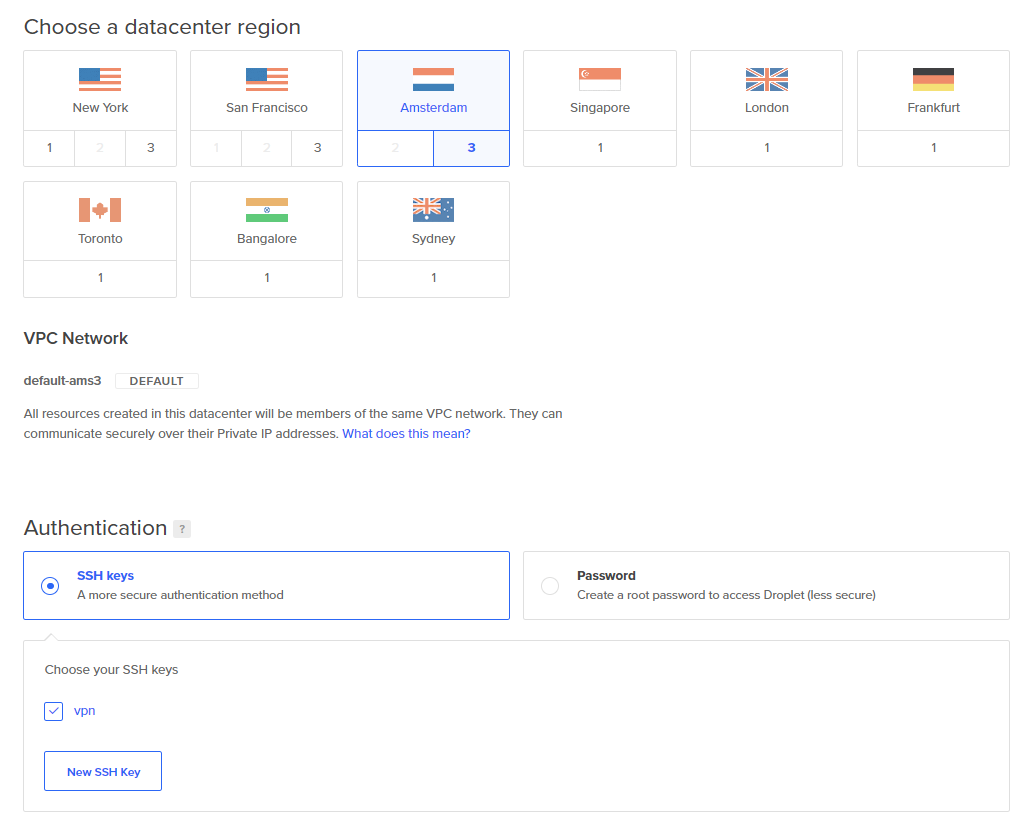 Choose a datacenter region
New York
San Francisco
Amsterdam
Singapore
London
Frankfurt
1 2 3
1 2 3
2 3
1
1
1
Toronto
Bangalore
Sydney
1
1
1
VPC Network
default-ams3 DEFAULT
All resources created in this datacenter will be members of the same VPC network. They can
communicate securely over their Private IP addresses. What does this mean?
Authentication ?
SSH keys
A more secure authentication method
Password
Create a root password to access Droplet (less secure)
Choose your SSH keys
vpn
New SSH Key